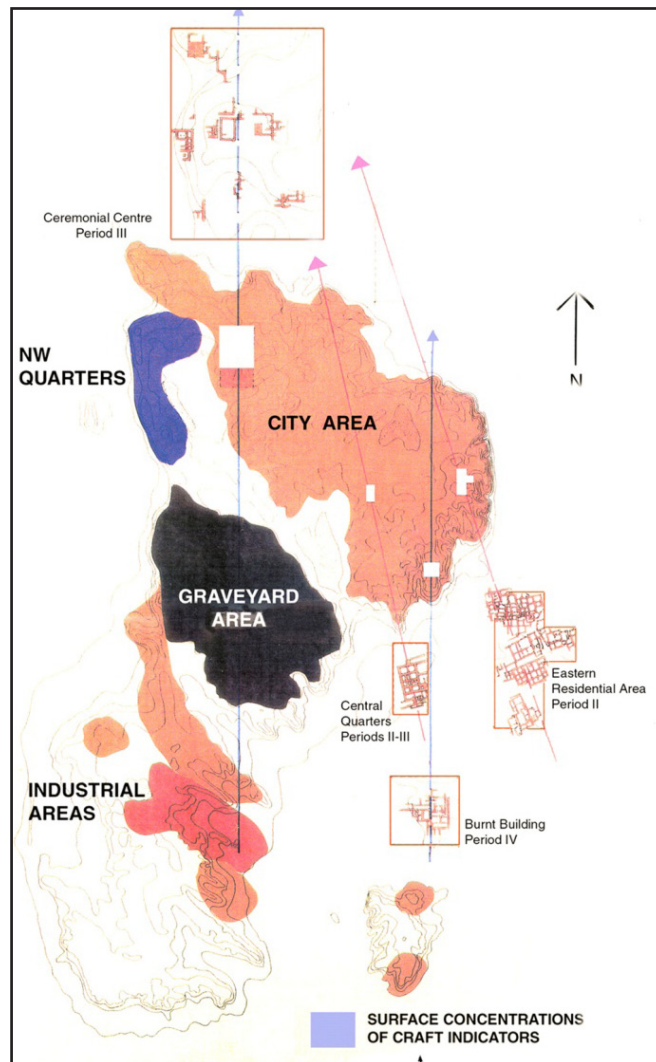 Ceremonial Centre
Period III
NW
QUARTERS
N
CITY AREA
GRAVEYARD
AREA
Eastern
Residential Area
Period II
Central
Quarters
Periods II-III
INDUSTRIAL
AREAS
Burnt Building
Period IV
SURFACE CONCENTRATIONS
OF CRAFT INDICATORS